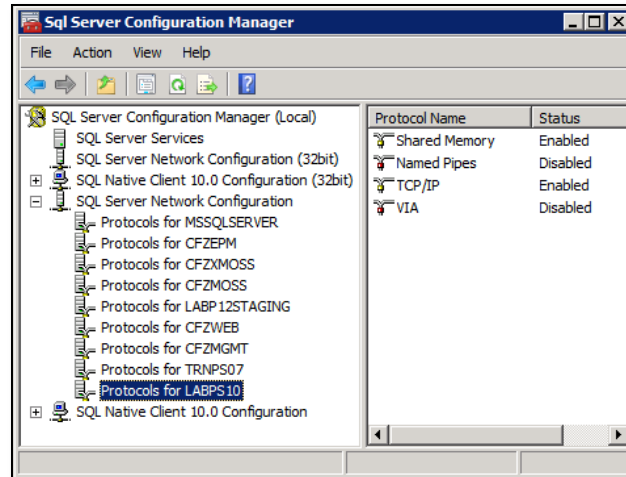 Sql Server Configuration Manager
File Action View Help
SQL Server Configuration Manager (Local)
SQL Server Services
SQL Server Network Configuration (32bit)
SQL Native Client 10.0 Configuration (32bit)
SQL Server Network Configuration
Protocols for MSSQLSERVER
Protocols for CFZEPM
Protocols for CFZXMOSS
Protocols for CFZMOSS
Protocols for LABP12STAGING
Protocols for CFZWEB
Protocols for CFZMGMT
Protocols for TRNPS07
Protocols for LABPS10
SQL Native Client 10.0 Configuration
Protocol Name Status
Shared Memory Enabled
Named Pipes Disabled
TCP/IP Enabled
VIA Disabled